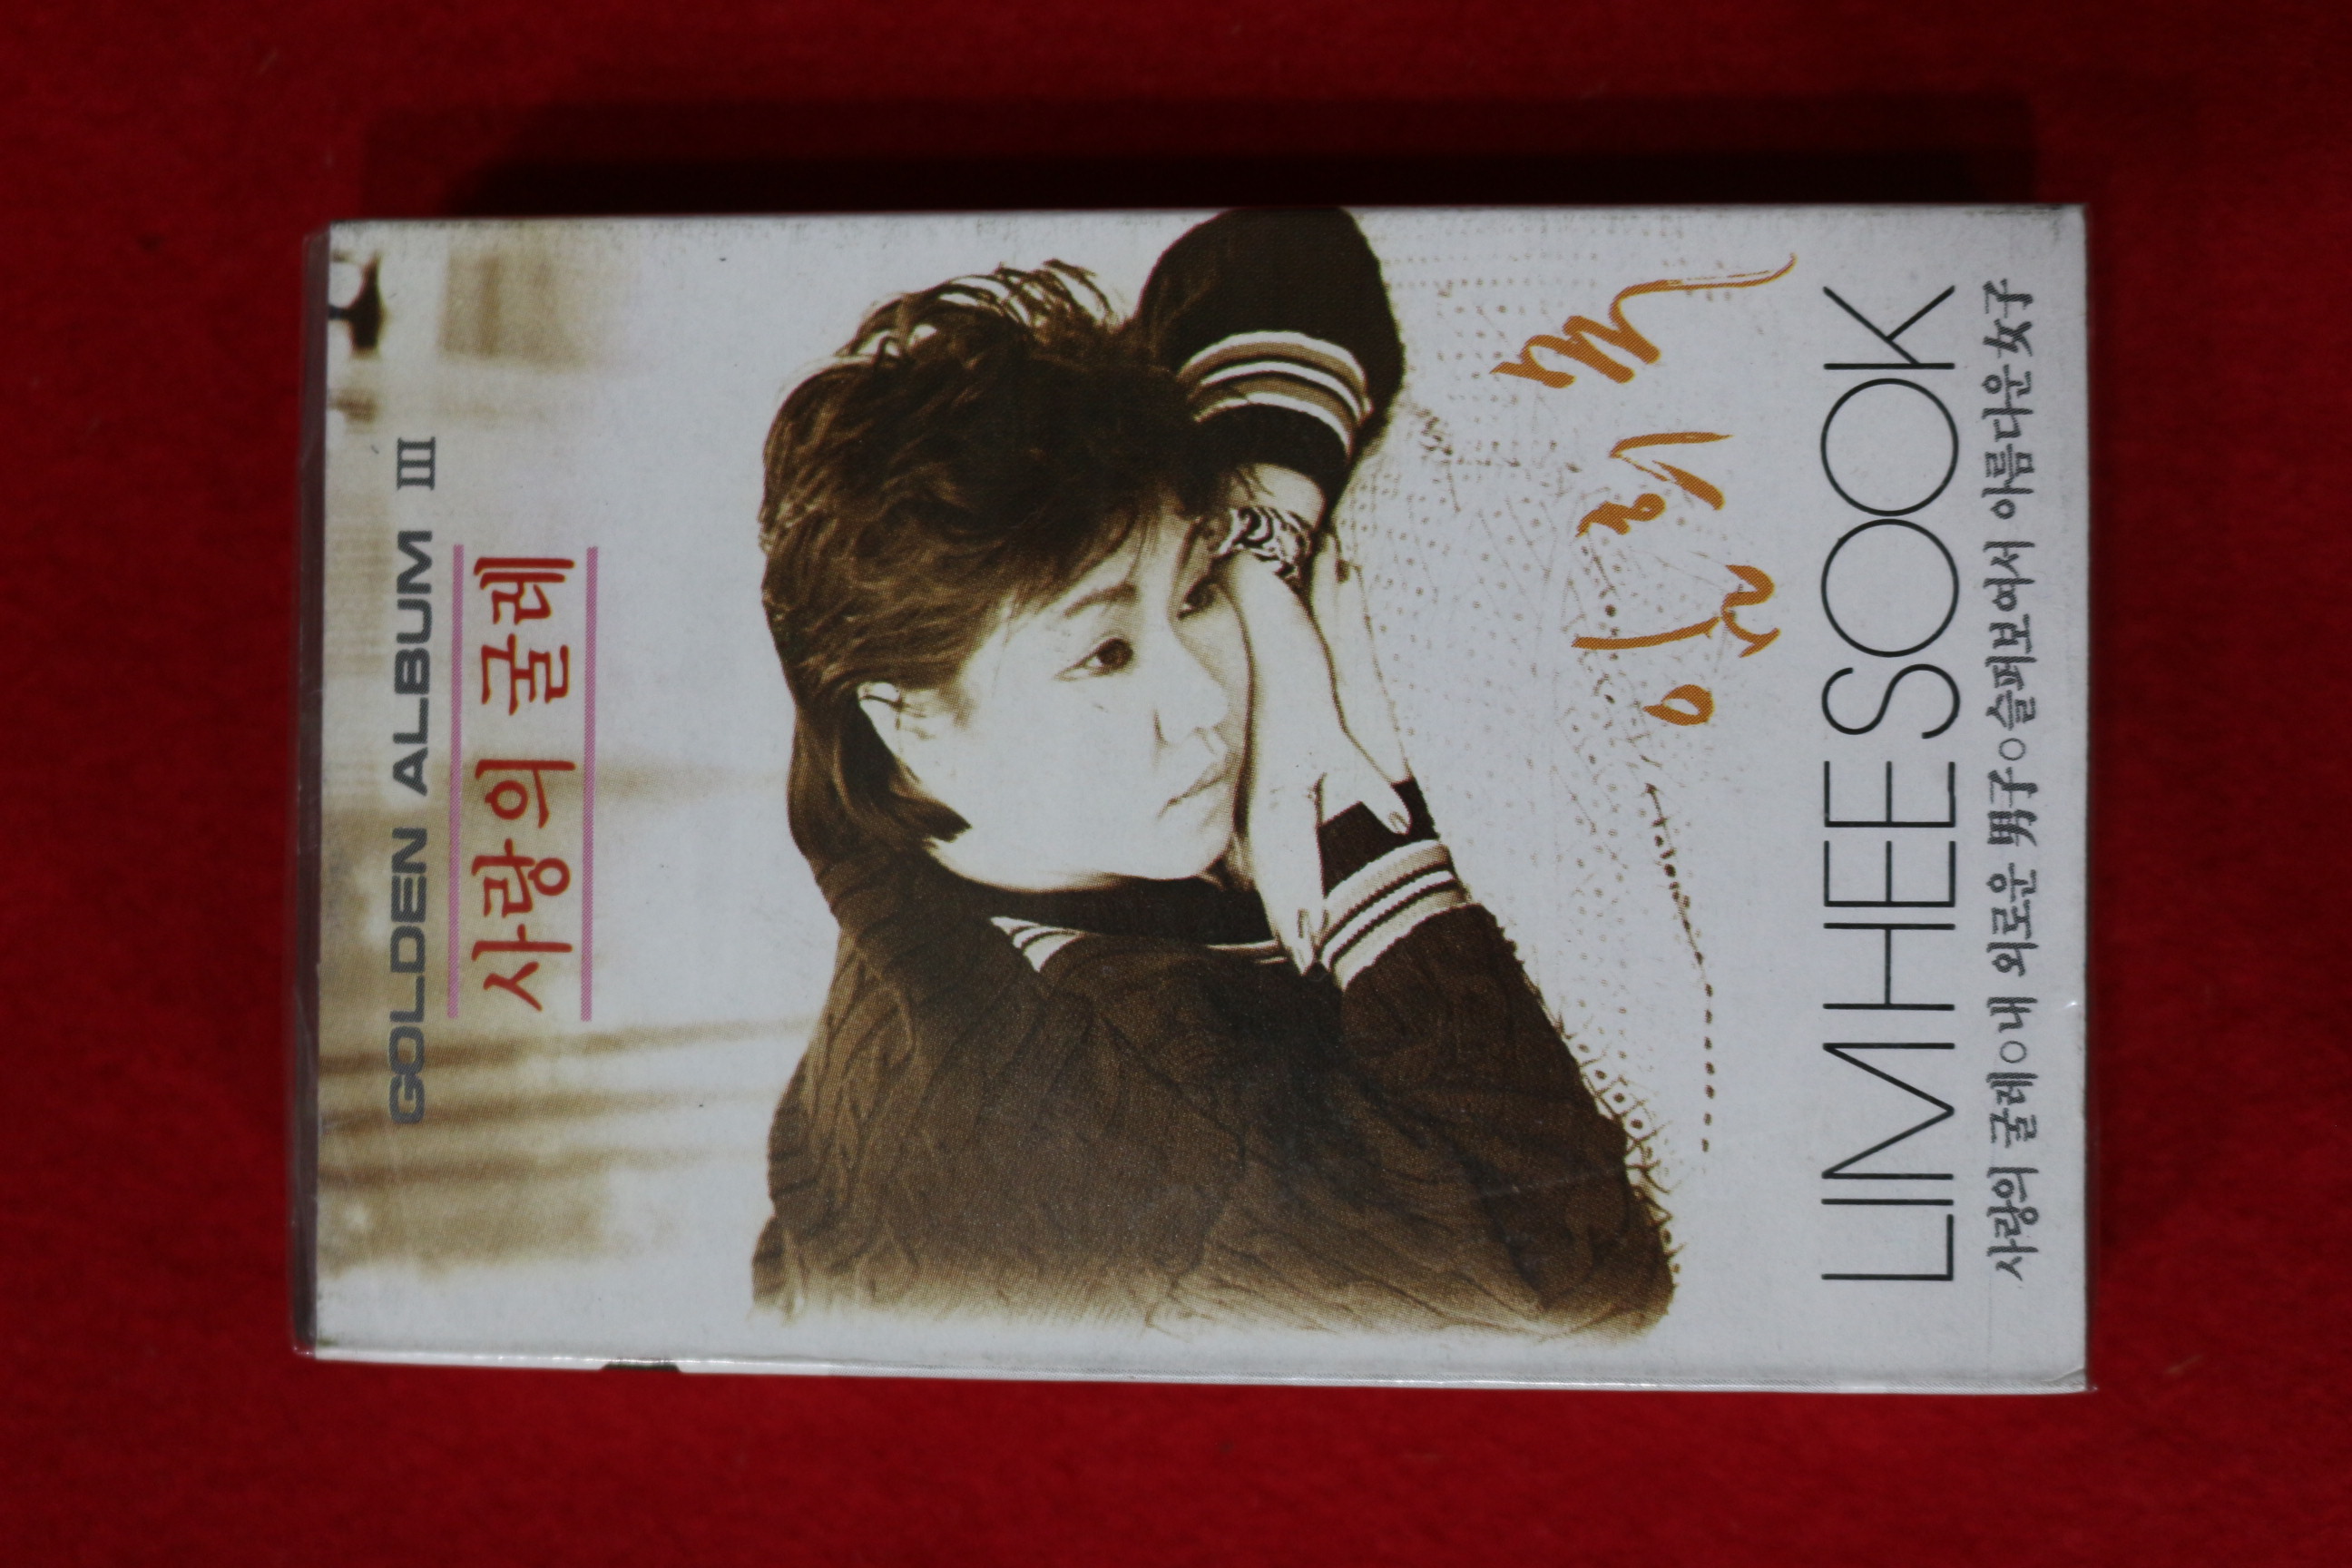 GOLDEN ALBUM III
사랑의 굴레
임희숙
LIM HEE SOOK
사랑의 굴레○내 외로운 男子○슬퍼보여서 아름다운 女子